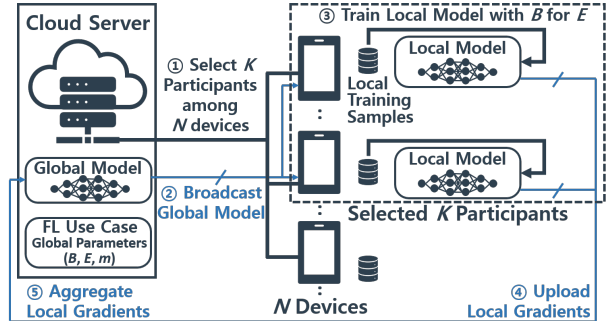 Cloud Server
① Select K
Participants
among
N devices
③ Train Local Model with B for E
Local Model
Local
Training
Samples
Global Model
② Broadcast
Global Model
Local Model
Selected K Participants
FL Use Case
Global Parameters
(B, E, m)
⑤ Aggregate
Local Gradients
N Devices
④ Upload
Local Gradients